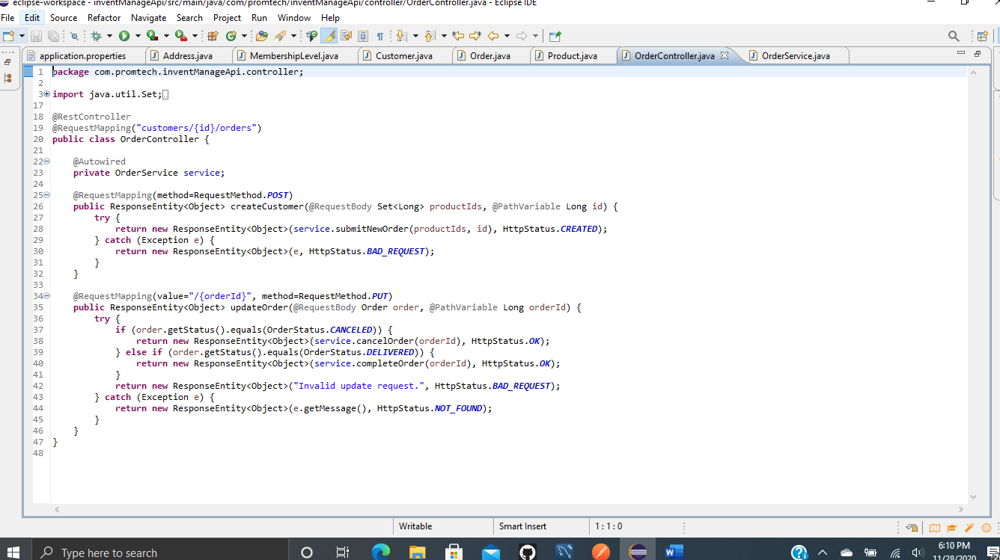 eclipse-workspace - inventManageApi/src/main/java/com/promtech/inventManageApi/controller/OrderController.java - Eclipse IDE
File Edit Source Refactor Navigate Search Project Run Window Help
application.properties Address.java MembershipLevel.java Customer.java Order.java Product.java OrderController.java OrderService.java
1 package com.promtech.inventManageApi.controller;
2
3 import java.util.Set;
17
18 @RestController
19 @RequestMapping("customers/{id}/orders")
20 public class OrderController {
21
22 @Autowired
23 private OrderService service;
24
25 @RequestMapping(method=RequestMethod.POST)
26 public ResponseEntity<Object> createCustomer(@RequestBody Set<Long> productIds, @PathVariable Long id) {
27 try {
28 return new ResponseEntity<Object>(service.submitNewOrder(productIds, id), HttpStatus.CREATED);
29 } catch (Exception e) {
30 return new ResponseEntity<Object>(e, HttpStatus.BAD_REQUEST);
31 }
32 }
33
34 @RequestMapping(value="/{orderId}", method=RequestMethod.PUT)
35 public ResponseEntity<Object> updateOrder(@RequestBody Order order, @PathVariable Long orderId) {
36 try {
37 if (order.getStatus().equals(OrderStatus.CANCELED)) {
38 return new ResponseEntity<Object>(service.cancelOrder(orderId), HttpStatus.OK);
39 } else if (order.getStatus().equals(OrderStatus.DELIVERED)) {
40 return new ResponseEntity<Object>(service.completeOrder(orderId), HttpStatus.OK);
41 }
42 return new ResponseEntity<Object>("Invalid update request.", HttpStatus.BAD_REQUEST);
43 } catch (Exception e) {
44 return new ResponseEntity<Object>(e.getMessage(), HttpStatus.NOT_FOUND);
45 }
46 }
47 }
48
Writable Smart Insert 1 : 1 : 0
Type here to search
6:10 PM
11/28/2020